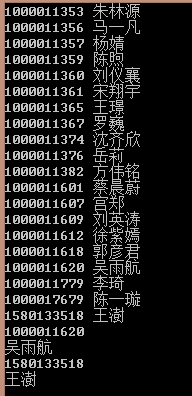 1000011353 朱林源
1000011356 马一凡
1000011357 杨婧
1000011359 陈煦
1000011360 刘仪襄
1000011361 宋翔宇
1000011365 王璟
1000011367 罗巍
1000011374 沈齐欣
1000011376 岳莉
1000011382 方伟铭
1000011601 蔡晨蔚
1000011607 宫郑
1000011609 刘英涛
1000011612 徐紫嫣
1000011618 郭彦君
1000011620 吴雨航
1000011779 李琦
1000017679 陈一璇
1580133518 王澍
1000011620
吴雨航
1580133518
王澍